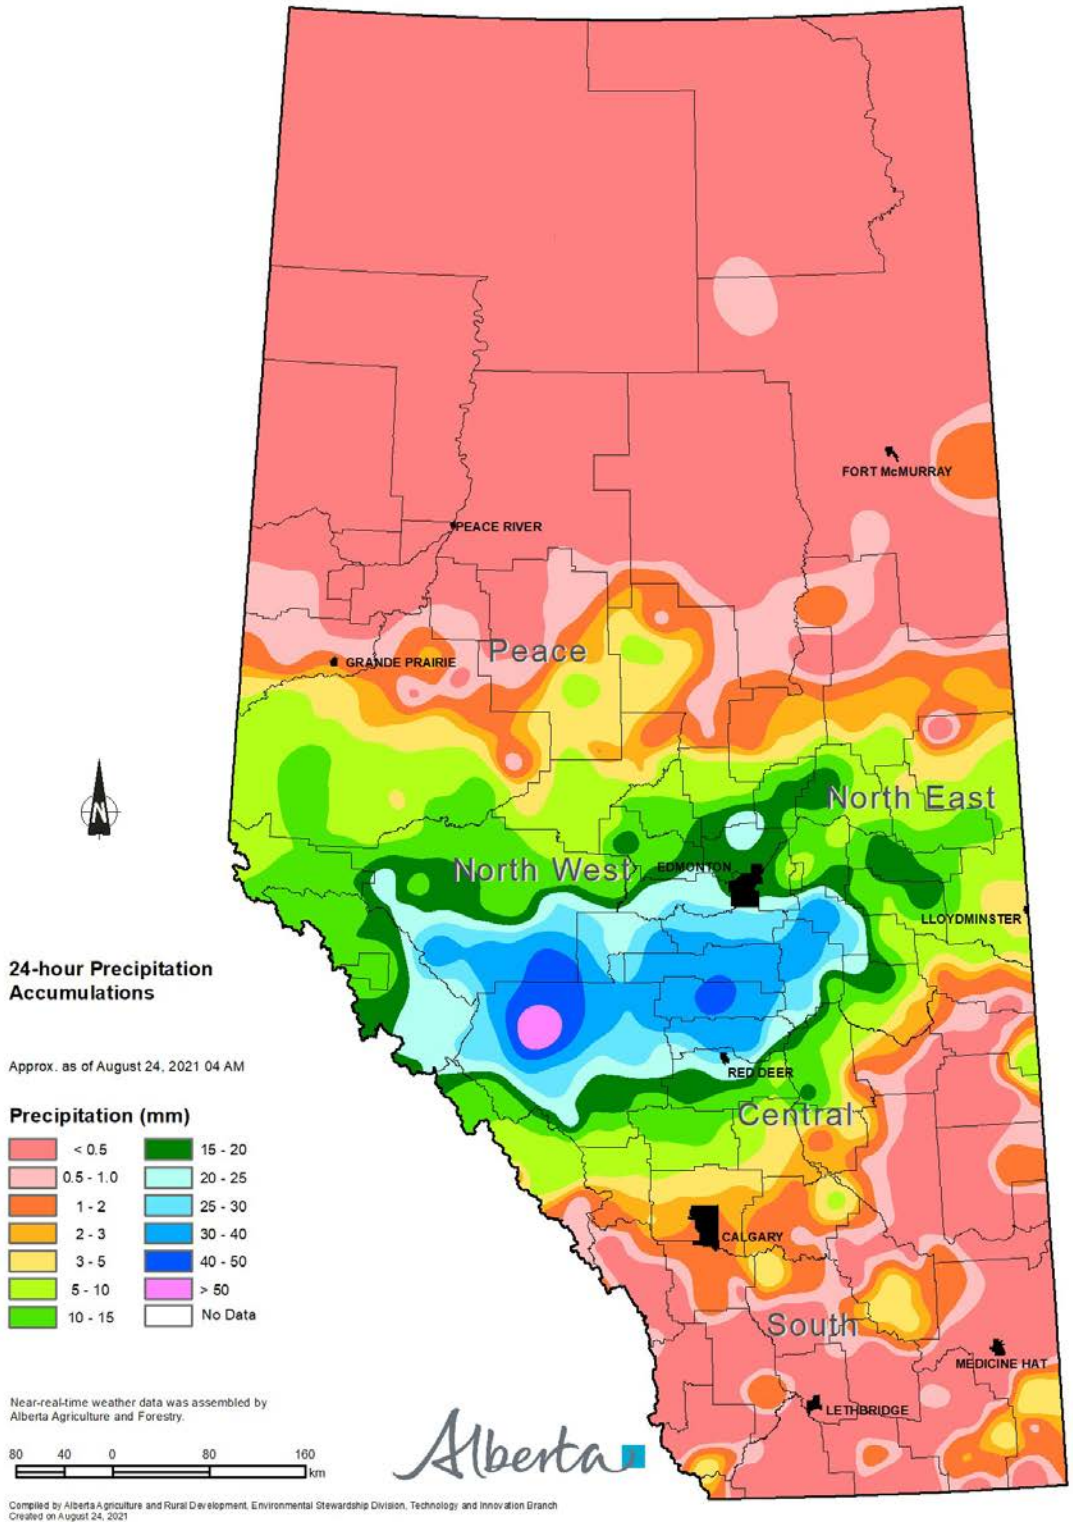 FORT McMURRAY
PEACE RIVER
Peace
GRANDE PRAIRIE
N
North East
North West
EDMONTON
LLOYDMINSTER
24-hour Precipitation
Accumulations
Approx. as of August 24, 2021 04 AM
RED DEER
Central
Precipitation (mm)
< 0.5
15 - 20
0.5 - 1.0
20 - 25
1 - 2
25 - 30
2 - 3
30 - 40
3 - 5
40 - 50
5 - 10
> 50
10 - 15
No Data
CALGARY
South
MEDICINE HAT
LETHBRIDGE
Near-real-time weather data was assembled by
Alberta Agriculture and Forestry.
80 40 0 80 160
km
Alberta
Compiled by Alberta Agriculture and Rural Development, Environmental Stewardship Division, Technology and Innovation Branch
Created on August 24, 2021